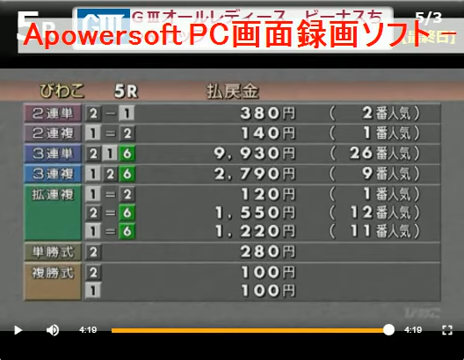 5R GⅢ GⅢオールレディース ビーナスち 5/3
Apowersoft PC画面録画ソフト－
びわこ 5R 払戻金
2連単 2－1 380円 （ 2番人気）
2連複 1＝2 140円 （ 1番人気）
3連単 2 1 6 9,930円 （ 26番人気）
3連複 1 2 6 2,790円 （ 9番人気）
拡連複 1＝2 120円 （ 1番人気）
2＝6 1,550円 （ 12番人気）
1＝6 1,220円 （ 11番人気）
単勝式 2 280円
複勝式 2 100円
1 100円
びわこ
4:19 4:19